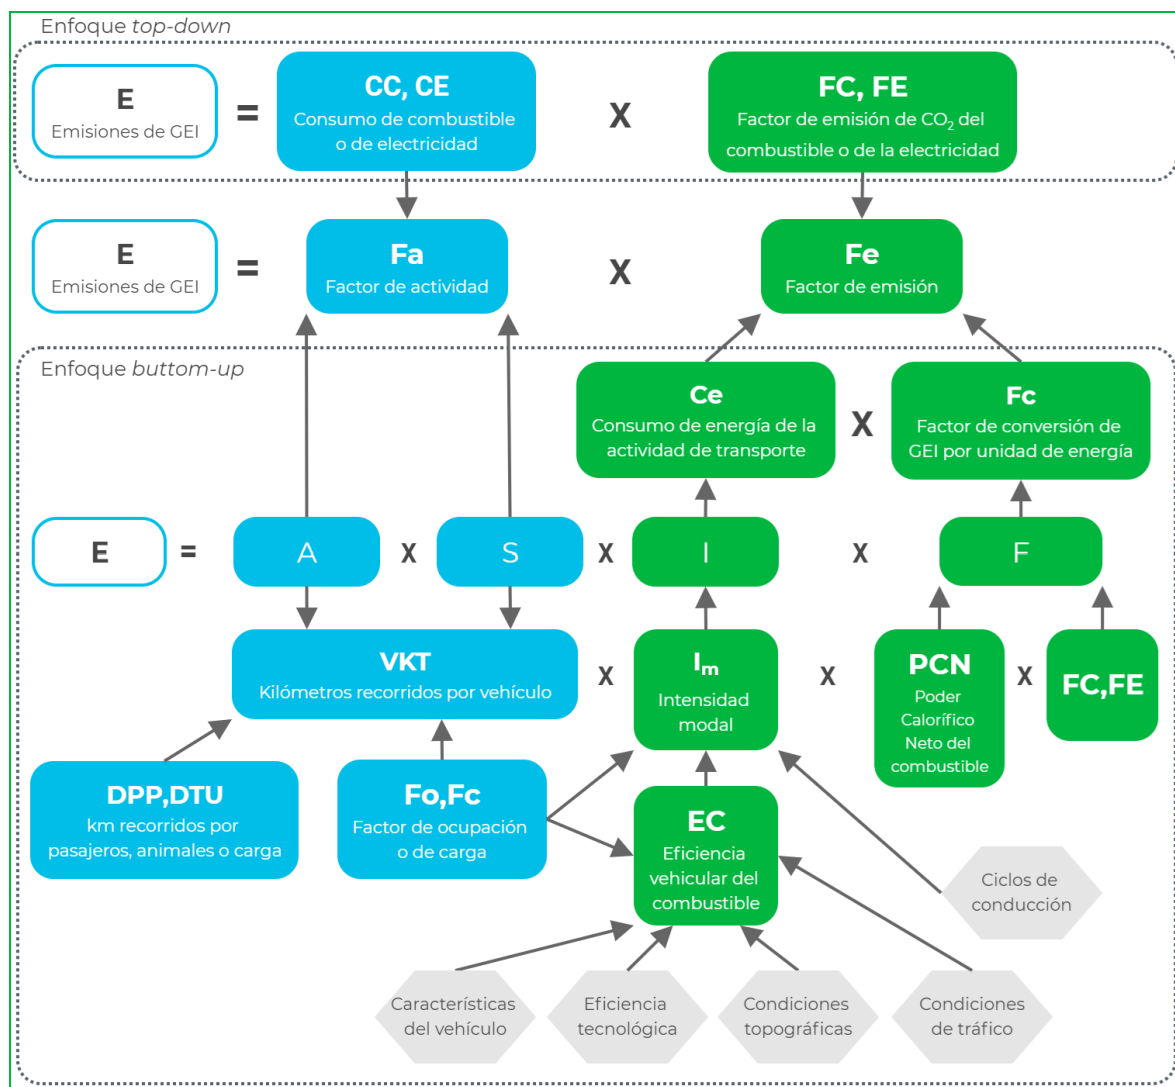 Enfoque top-down
E
Emisiones de GEI
=
CC, CE
Consumo de combustible
o de electricidad
X
FC, FE
Factor de emisión de CO₂ del
combustible o de la electricidad
E
Emisiones de GEI
=
Fa
Factor de actividad
X
Fe
Factor de emisión
Enfoque buttom-up
Ce
Consumo de energía de la
actividad de transporte
X
Fc
Factor de conversión de
GEI por unidad de energía
E
=
A
X
S
X
I
X
F
VKT
Kilómetros recorridos por vehículo
X
Iₘ
Intensidad
modal
X
PCN
Poder
Calorífico
Neto del
combustible
X
FC,FE
DPP,DTU
km recorridos por
pasajeros, animales o carga
Fo,Fc
Factor de ocupación
o de carga
EC
Eficiencia
vehicular del
combustible
Ciclos de
conducción
Características
del vehículo
Eficiencia
tecnológica
Condiciones
topográficas
Condiciones
de tráfico